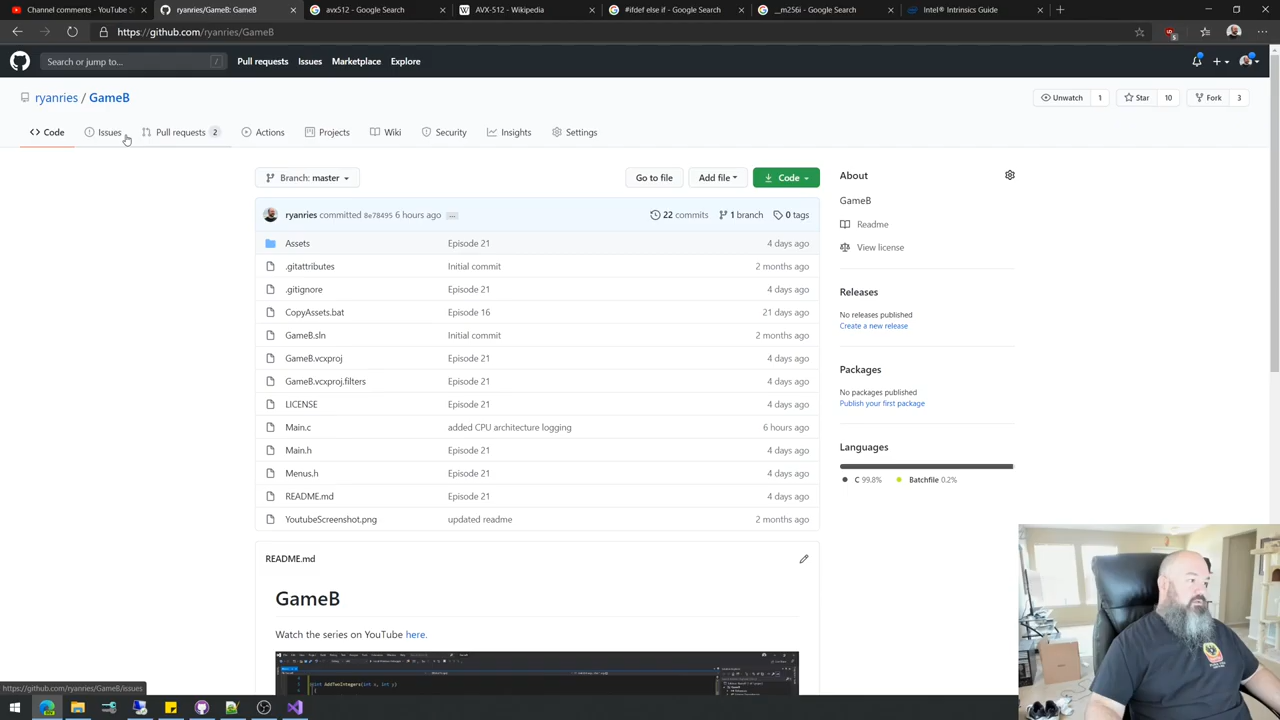 Channel comments - YouTube St
ryanries/GameB: GameB
avx512 - Google Search
AVX-512 - Wikipedia
#ifdef else if - Google Search
__m256i - Google Search
Intel® Intrinsics Guide
https://github.com/ryanries/GameB
Search or jump to...
/
Pull requests
Issues
Marketplace
Explore
ryanries / GameB
Unwatch 1
Star 10
Fork 3
Code
Issues
Pull requests 2
Actions
Projects
Wiki
Security
Insights
Settings
Branch: master
Go to file
Add file
Code
About
GameB
Readme
View license
ryanries committed 8e78495 6 hours ago
22 commits
1 branch
0 tags
Assets Episode 21 4 days ago
.gitattributes Initial commit 2 months ago
.gitignore Episode 21 4 days ago
CopyAssets.bat Episode 16 21 days ago
GameB.sln Initial commit 2 months ago
GameB.vcxproj Episode 21 4 days ago
GameB.vcxproj.filters Episode 21 4 days ago
LICENSE Episode 21 4 days ago
Main.c added CPU architecture logging 6 hours ago
Main.h Episode 21 4 days ago
Menus.h Episode 21 4 days ago
README.md Episode 21 4 days ago
YoutubeScreenshot.png updated readme 2 months ago
Releases
No releases published
Create a new release
Packages
No packages published
Publish your first package
Languages
C 99.8%
Batchfile 0.2%
README.md
GameB
Watch the series on YouTube here.
int AddTwoIntegers(int x, int y)
https://github.com/ryanries/GameB/issues